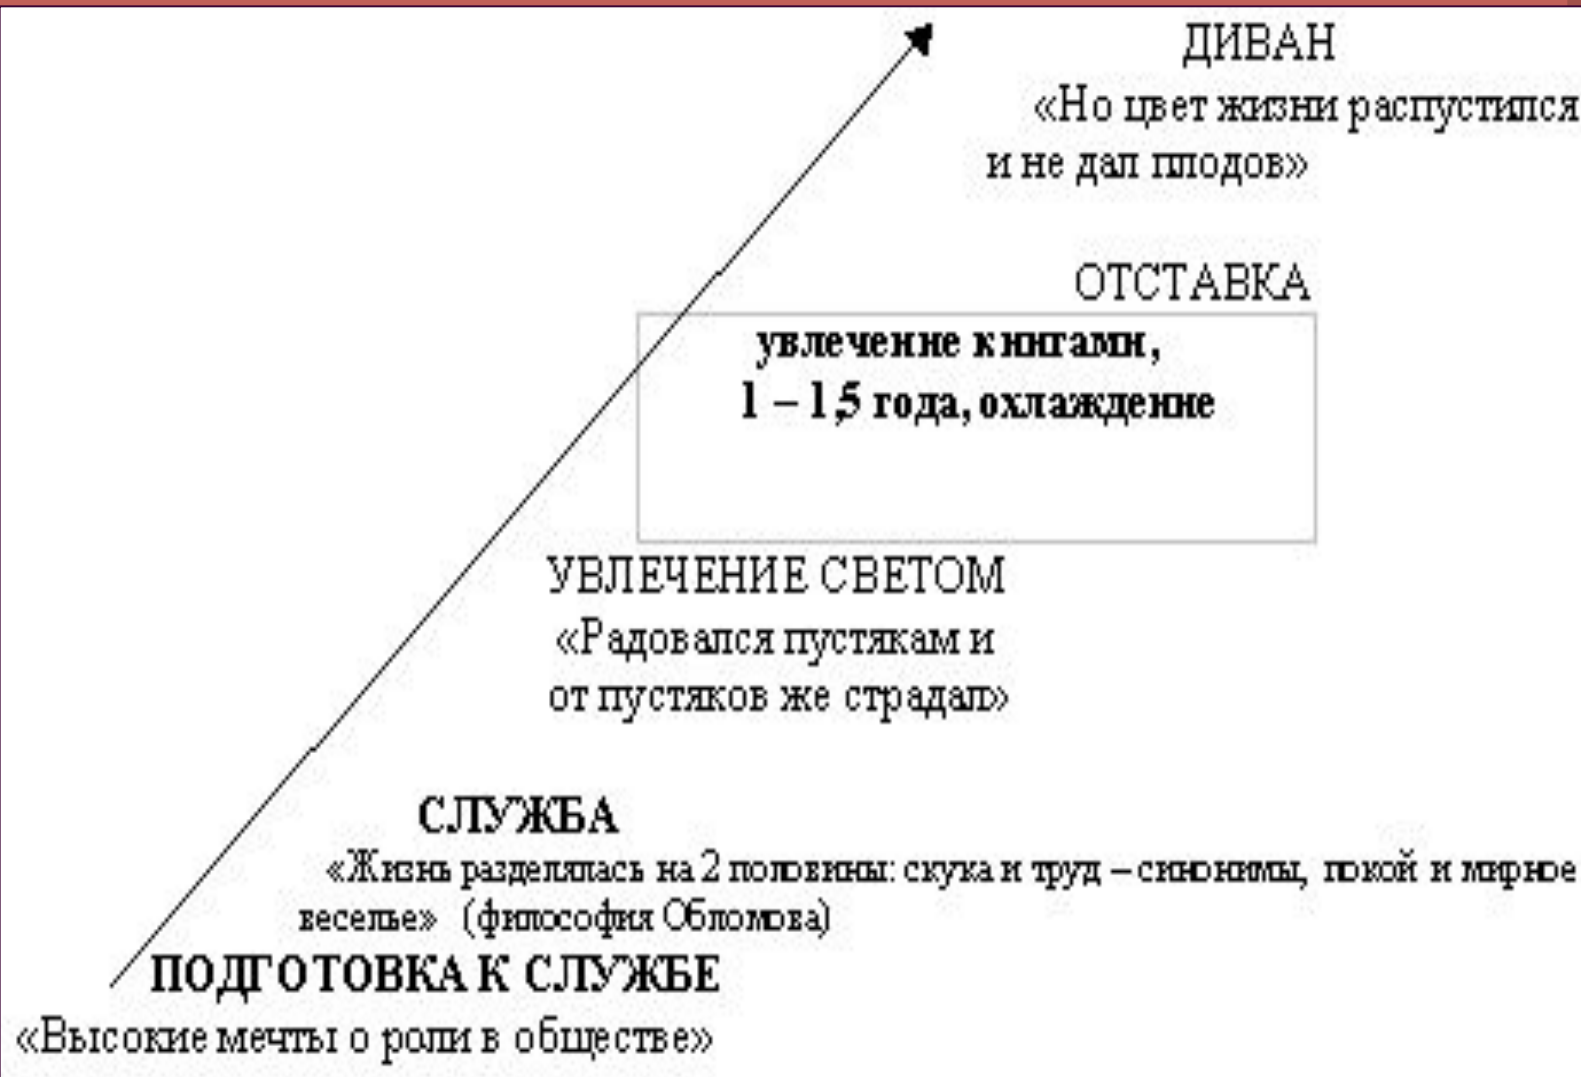 ДИВАН
«Но цвет жизни распустился
и не дал плодов»
ОТСТАВКА
увлечение книгами,
1 – 1,5 года, охлаждение
УВЛЕЧЕНИЕ СВЕТОМ
«Радовался пустякам и
от пустяков же страдал»
СЛУЖБА
«Жизнь разделялась на 2 половины: скука и труд – синонимы, покой и мирное
веселье» (философия Обломова)
ПОДГОТОВКА К СЛУЖБЕ
«Высокие мечты о роли в обществе»